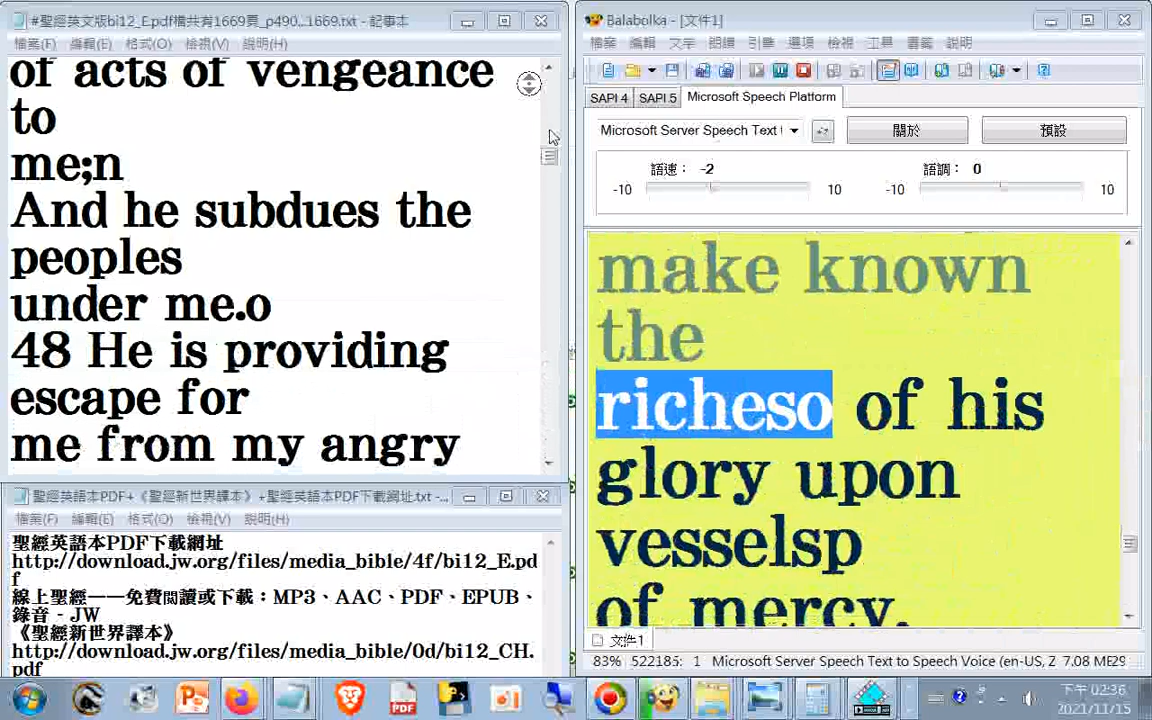 #聖經英文版bi12_E.pdf檔共有1669頁_p490,..1669.txt - 記事本
檔案(F) 編輯(E) 格式(O) 檢視(V) 說明(H)
of acts of vengeance
to
me;n
And he subdues the
peoples
under me.o
48 He is providing
escape for
me from my angry
聖經英語本PDF+《聖經新世界譯本》+聖經英語本PDF下載網址.txt -...
檔案(F) 編輯(E) 格式(O) 檢視(V) 說明(H)
聖經英語本PDF下載網址
http://download.jw.org/files/media_bible/4f/bi12_E.pd
f
線上聖經——免費閱讀或下載：MP3、AAC、PDF、EPUB、
錄音 - JW
《聖經新世界譯本》
http://download.jw.org/files/media_bible/0d/bi12_CH.
pdf
Balabolka - [文件1]
檔案 編輯 文字 朗讀 引擎 選項 檢視 工具 書籤 說明
SAPI 4 SAPI 5 Microsoft Speech Platform
Microsoft Server Speech Text t 關於 預設
語速： -2 語調： 0
-10 10 -10 10
make known
the
richeso of his
glory upon
vesselsp
of mercy,
文件1
83% 522185: 1 Microsoft Server Speech Text to Speech Voice (en-US, Z 7.08 ME29
PDF
下午 02:36
2021/11/15